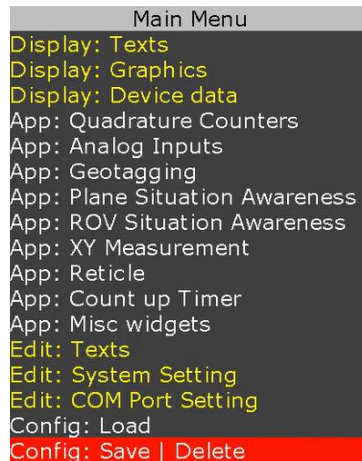 Main Menu
Display: Texts
Display: Graphics
Display: Device data
App: Quadrature Counters
App: Analog Inputs
App: Geotagging
App: Plane Situation Awareness
App: ROV Situation Awareness
App: XY Measurement
App: Reticle
App: Count up Timer
App: Misc widgets
Edit: Texts
Edit: System Setting
Edit: COM Port Setting
Config: Load
Config: Save | Delete